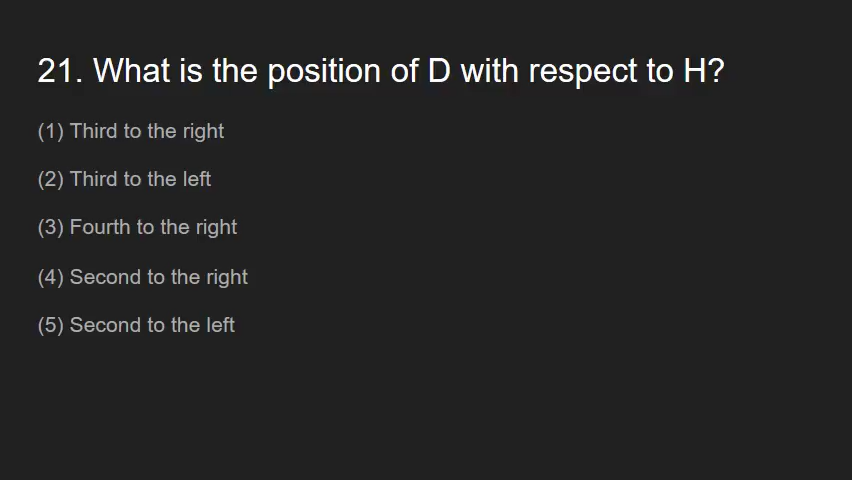 21. What is the position of D with respect to H?
(1) Third to the right
(2) Third to the left
(3) Fourth to the right
(4) Second to the right
(5) Second to the left